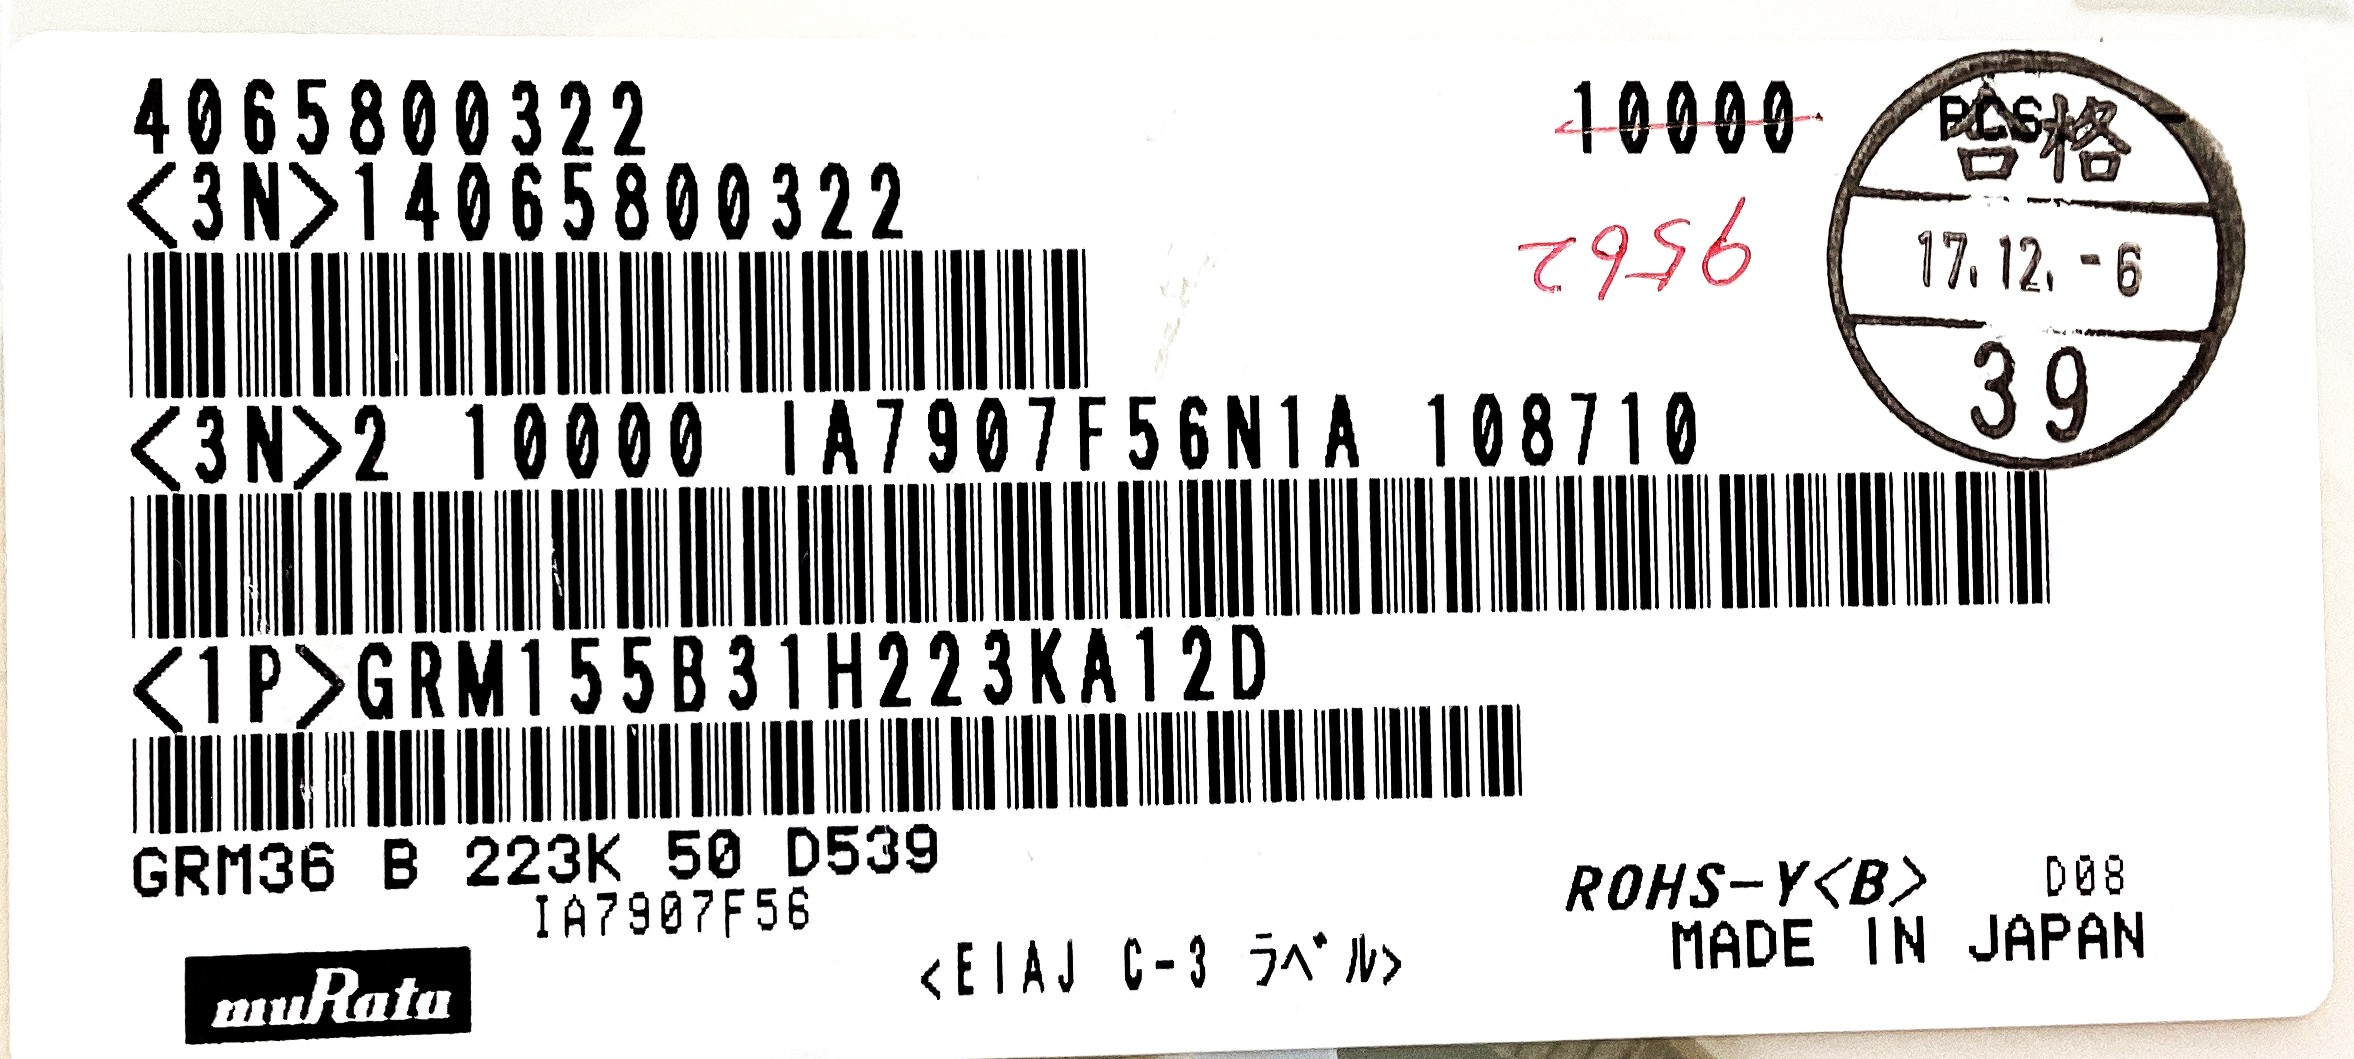 4065800322 10000 PCS
合格
<3N>14065800322
9562
17.12.-6
39
<3N>2 10000 IA7907F56N1A 108710
<1P>GRM155B31H223KA12D
GRM36 B 223K 50 D539
IA7907F56
ROHS-Y<B> D08
MADE IN JAPAN
<EIAJ C-3 ラベル>
muRata